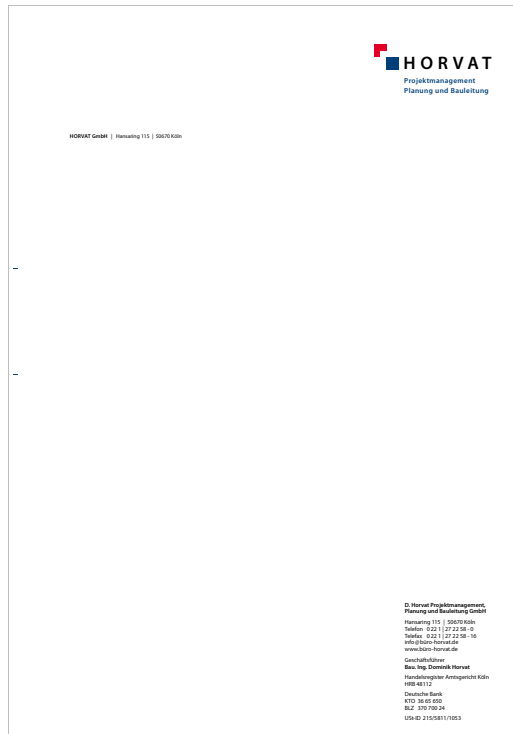 HORVAT
Projektmanagement
Planung und Bauleitung
HORVAT GmbH | Hansaring 115 | 50670 Köln
D. Horvat Projektmanagement,
Planung und Bauleitung GmbH
Hansaring 115 | 50670 Köln
Telefon 0 22 1 | 27 22 58 - 0
Telefax 0 22 1 | 27 22 58 - 16
info@büro-horvat.de
www.büro-horvat.de
Geschäftsführer
Bau. Ing. Dominik Horvat
Handelsregister Amtsgericht Köln
HRB 48112
Deutsche Bank
KTO 36 65 650
BLZ 370 700 24
USt-ID 215/5811/1053